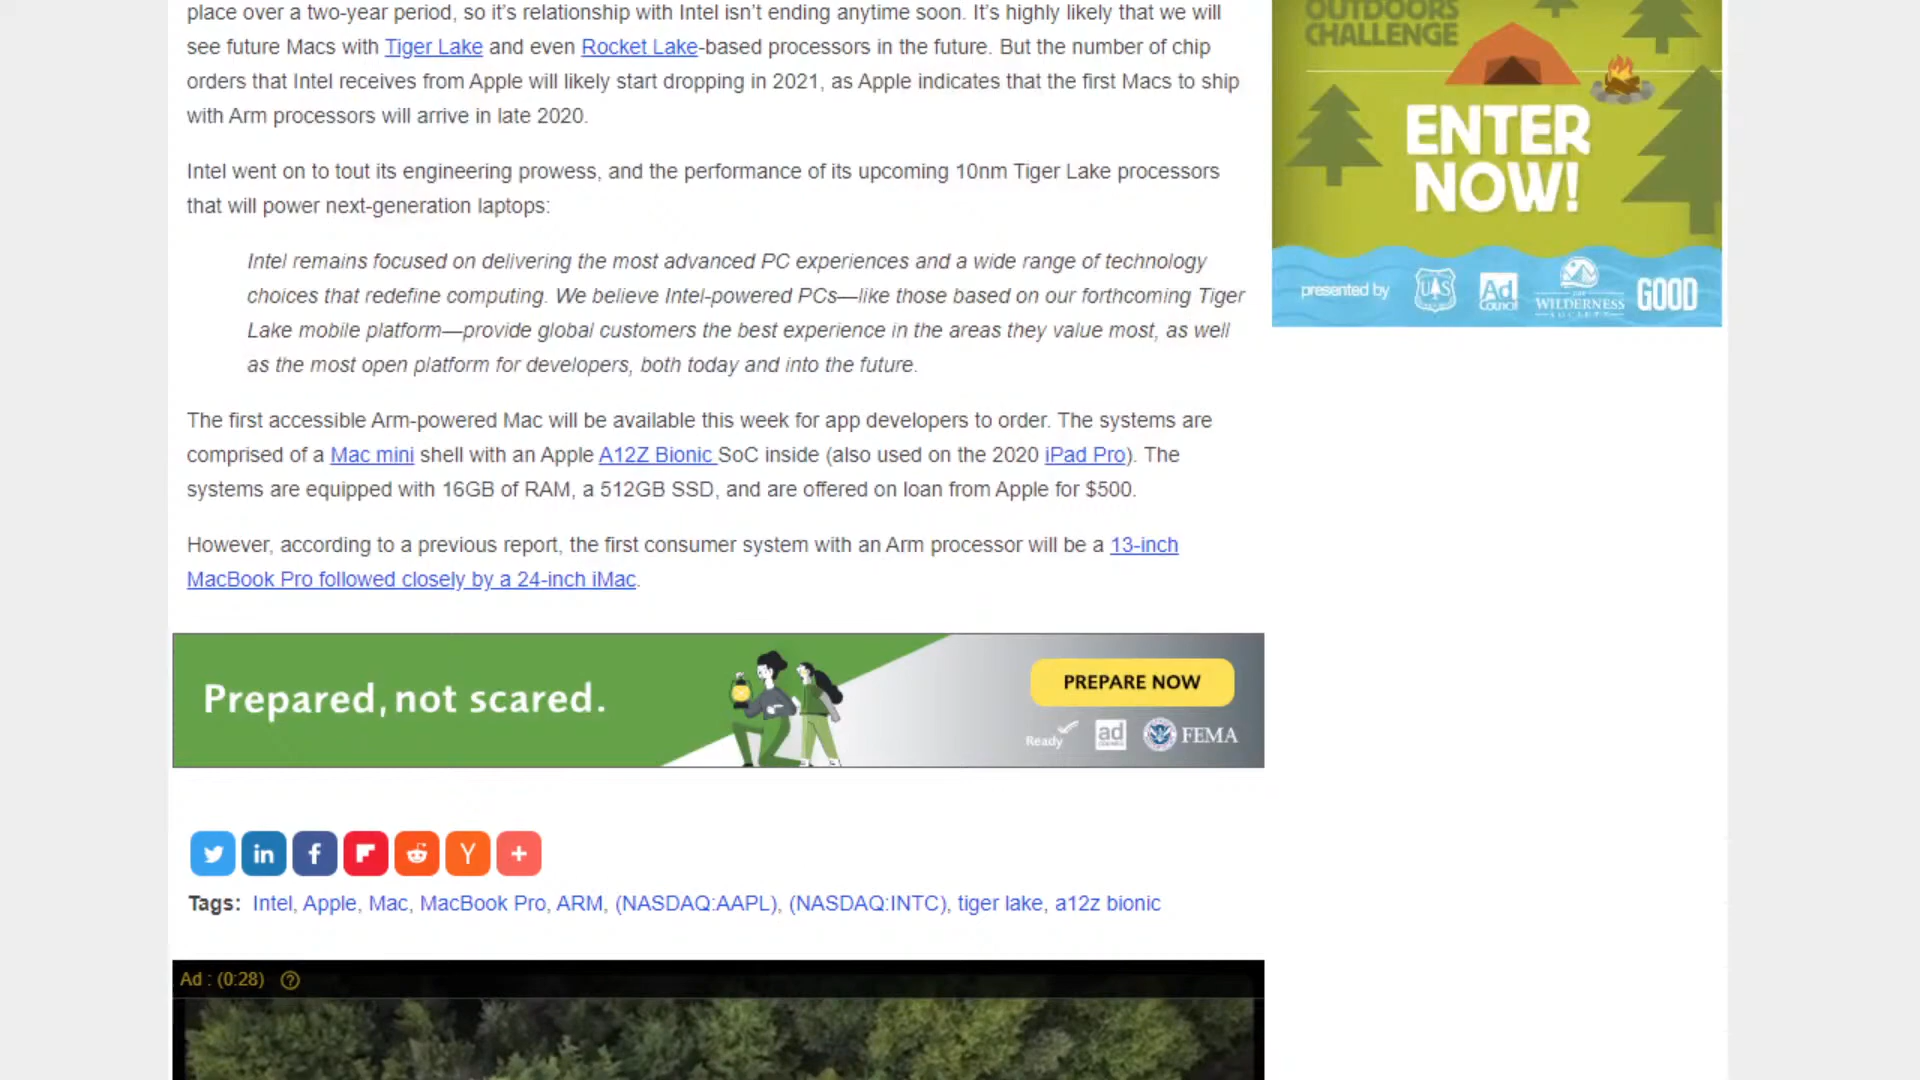 place over a two-year period, so it’s relationship with Intel isn’t ending anytime soon. It’s highly likely that we will
see future Macs with Tiger Lake and even Rocket Lake-based processors in the future. But the number of chip
orders that Intel receives from Apple will likely start dropping in 2021, as Apple indicates that the first Macs to ship
with Arm processors will arrive in late 2020.
Intel went on to tout its engineering prowess, and the performance of its upcoming 10nm Tiger Lake processors
that will power next-generation laptops:
Intel remains focused on delivering the most advanced PC experiences and a wide range of technology
choices that redefine computing. We believe Intel-powered PCs—like those based on our forthcoming Tiger
Lake mobile platform—provide global customers the best experience in the areas they value most, as well
as the most open platform for developers, both today and into the future.
The first accessible Arm-powered Mac will be available this week for app developers to order. The systems are
comprised of a Mac mini shell with an Apple A12Z Bionic SoC inside (also used on the 2020 iPad Pro). The
systems are equipped with 16GB of RAM, a 512GB SSD, and are offered on loan from Apple for $500.
However, according to a previous report, the first consumer system with an Arm processor will be a 13-inch
MacBook Pro followed closely by a 24-inch iMac.
Prepared, not scared.
PREPARE NOW
Ready
ad
COUNCIL
FEMA
Tags: Intel, Apple, Mac, MacBook Pro, ARM, (NASDAQ:AAPL), (NASDAQ:INTC), tiger lake, a12z bionic
Ad : (0:28)
OUTDOORS
CHALLENGE
ENTER
NOW!
presented by
U S
Ad
Council
THE
WILDERNESS
SOCIETY
GOOD